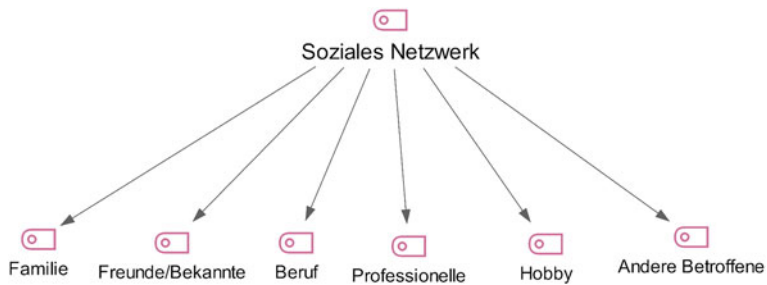 Soziales Netzwerk
Familie
Freunde/Bekannte
Beruf
Professionelle
Hobby
Andere Betroffene